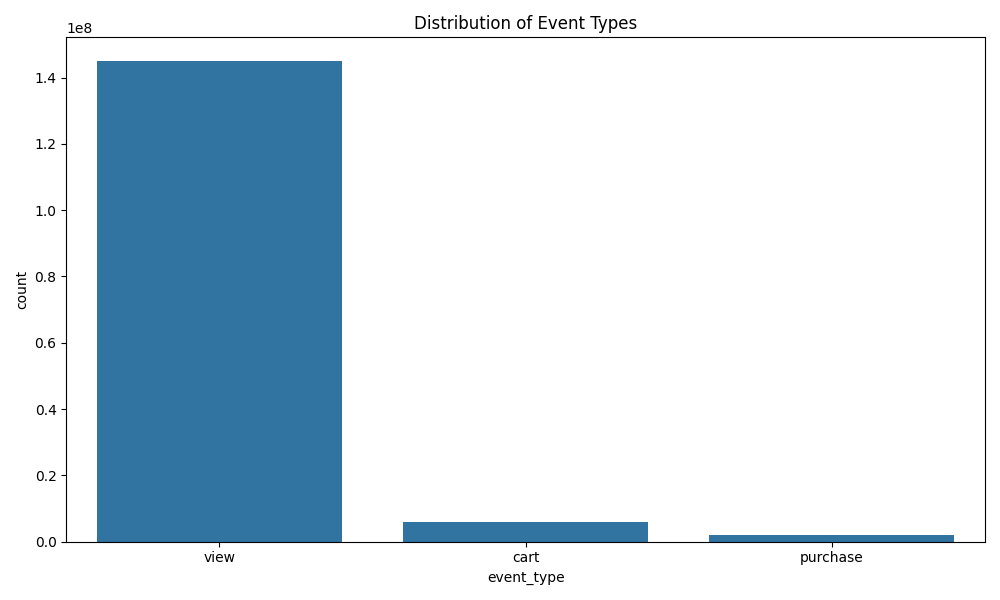 Distribution of Event Types
1e8
1.4
1.2
1.0
0.8
0.6
0.4
0.2
0.0
count
view cart purchase
event_type